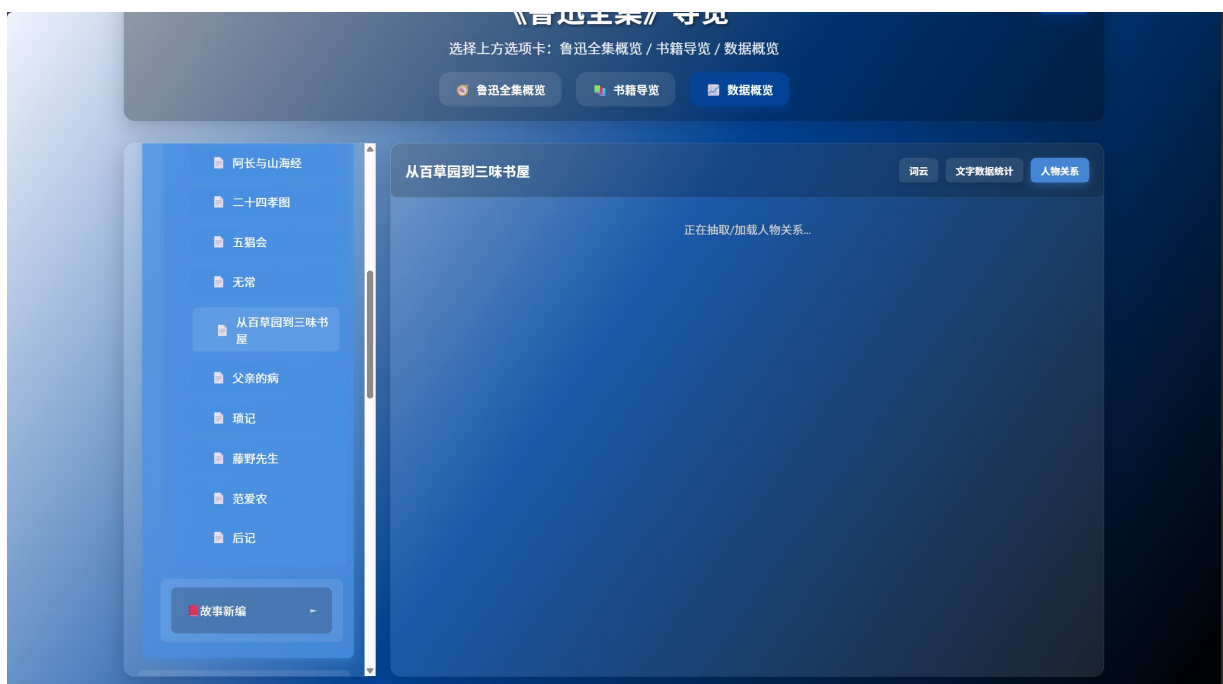 《鲁迅全集》导览
选择上方选项卡：鲁迅全集概览 / 书籍导览 / 数据概览
鲁迅全集概览
书籍导览
数据概览
阿长与山海经
二十四孝图
五猖会
无常
从百草园到三味书
屋
父亲的病
琐记
藤野先生
范爱农
后记
故事新编
从百草园到三味书屋
词云
文字数据统计
人物关系
正在抽取/加载人物关系...